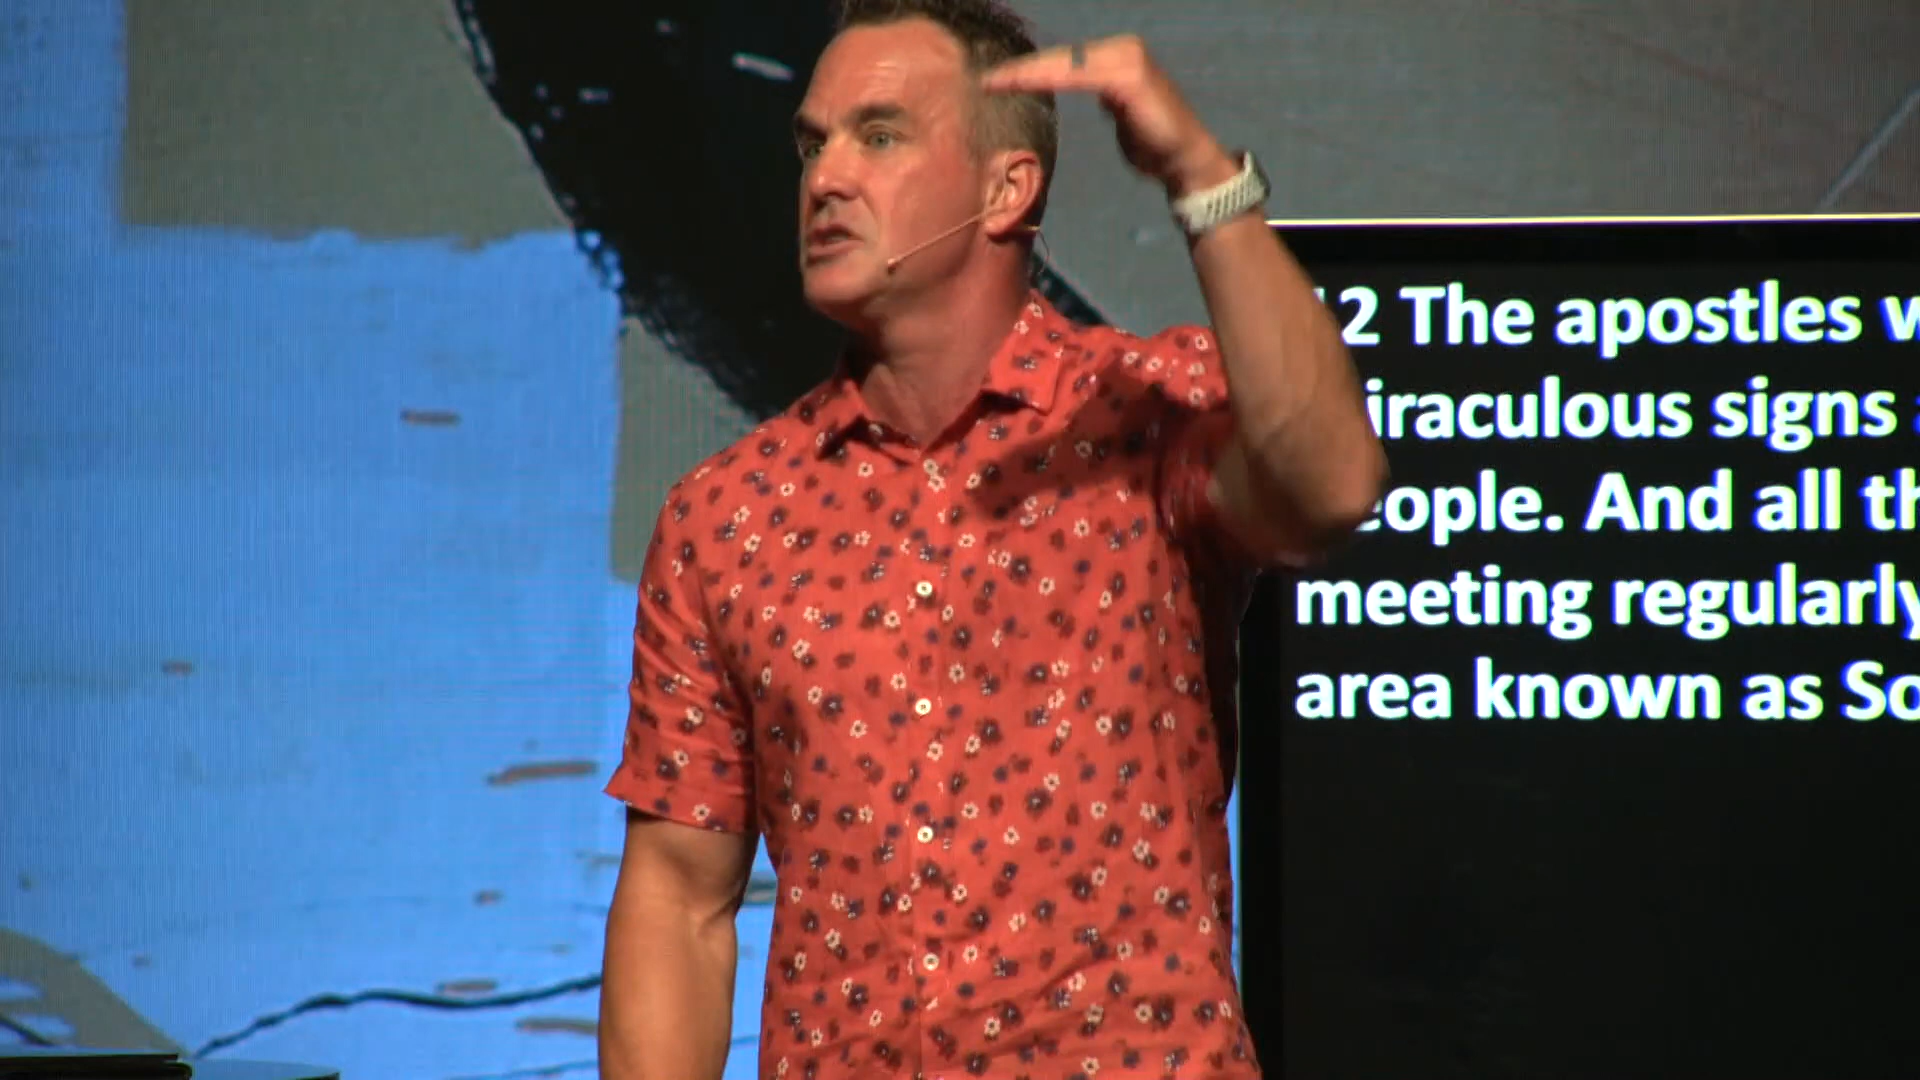 2 The apostles
iraculous signs
eople. And all th
meeting regularly
area known as So